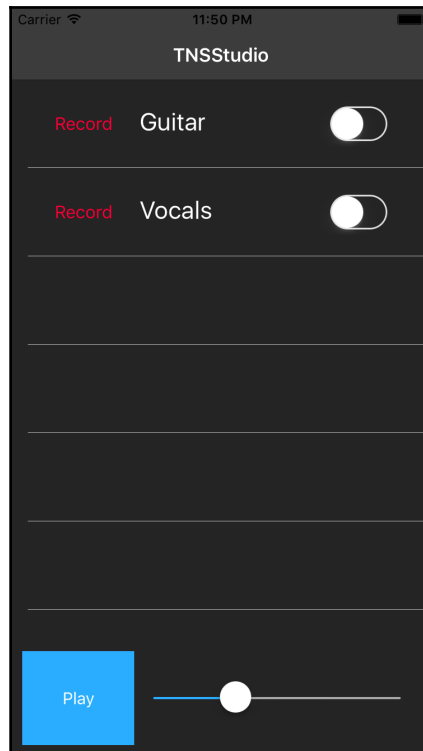 Carrier 11:50 PM
TNSStudio
Record Guitar
Record Vocals
Play